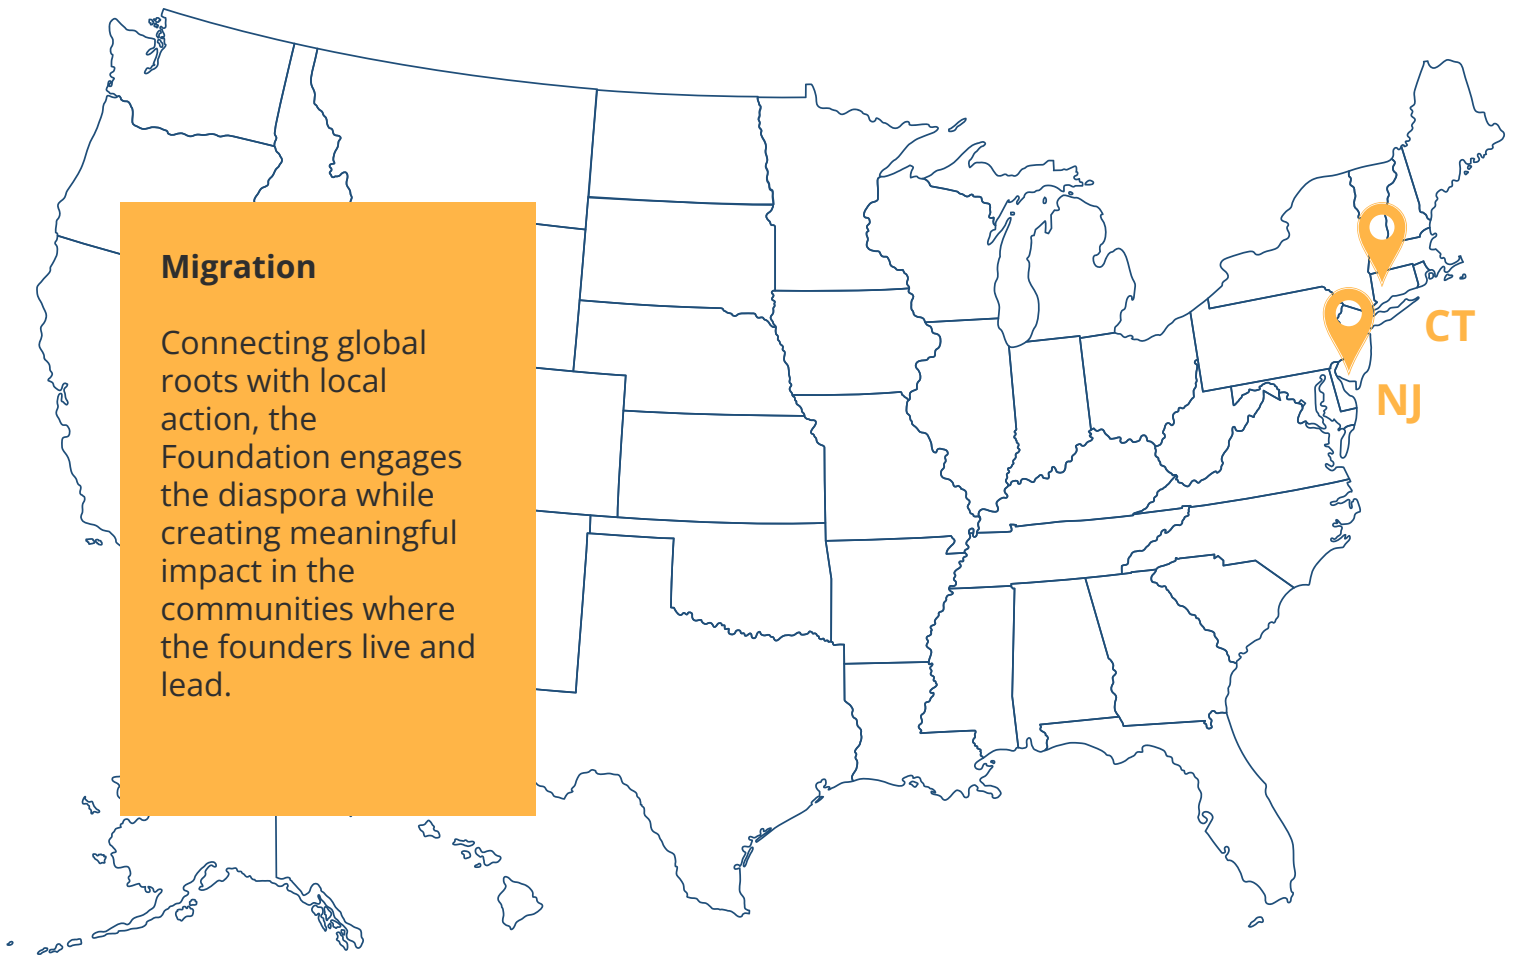 Migration
Connecting global
roots with local
action, the
Foundation engages
the diaspora while
creating meaningful
impact in the
communities where
the founders live and
lead.
CT
NJ